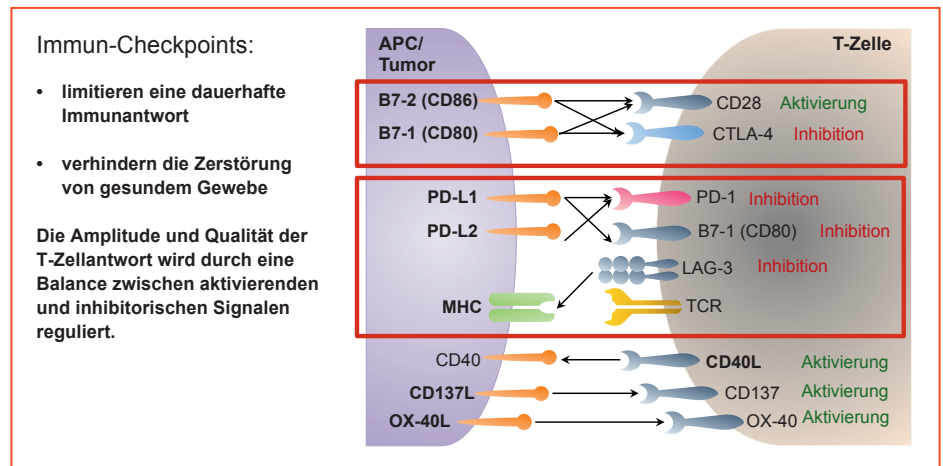 Immun-Checkpoints:
• limitieren eine dauerhafte
Immunantwort
• verhindern die Zerstörung
von gesundem Gewebe
Die Amplitude und Qualität der
T-Zellantwort wird durch eine
Balance zwischen aktivierenden
und inhibitorischen Signalen
reguliert.
APC/
Tumor
T-Zelle
B7-2 (CD86) CD28 Aktivierung
B7-1 (CD80) CTLA-4 Inhibition
PD-L1 PD-1 Inhibition
PD-L2 B7-1 (CD80) Inhibition
LAG-3 Inhibition
MHC TCR
CD40 CD40L Aktivierung
CD137L CD137 Aktivierung
OX-40L OX-40 Aktivierung